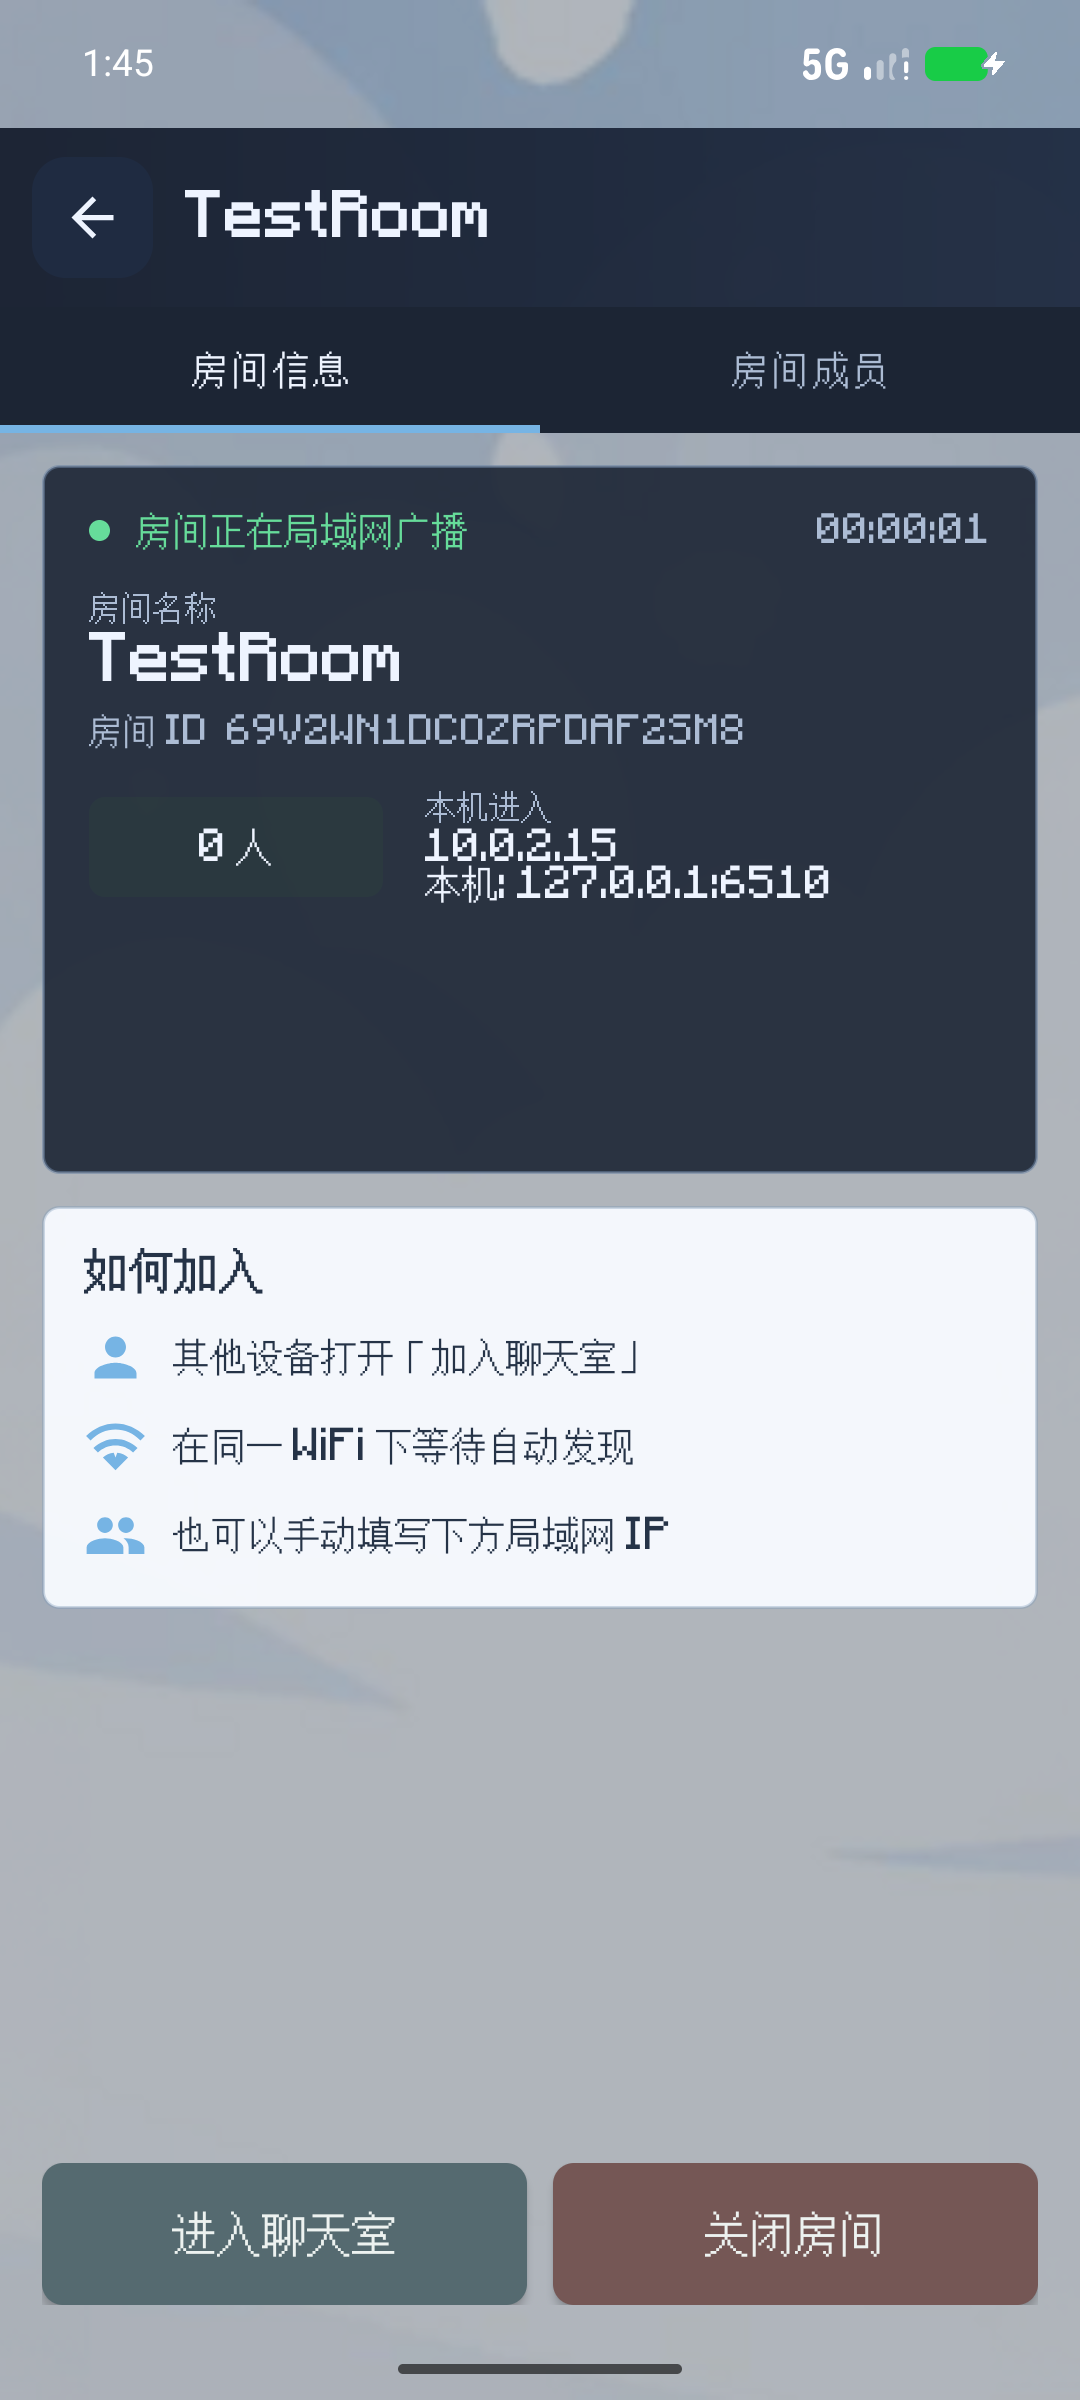 1:45
5G
TestRoom
房间信息
房间成员
房间正在局域网广播
00:00:01
房间名称
TestRoom
房间 ID 69V2WN1DCOZRPDAF2SM8
0 人
本机进入
10.0.2.15
本机: 127.0.0.1:6510
如何加入
其他设备打开「加入聊天室」
在同一 WiFi 下等待自动发现
也可以手动填写下方局域网 IP
进入聊天室
关闭房间